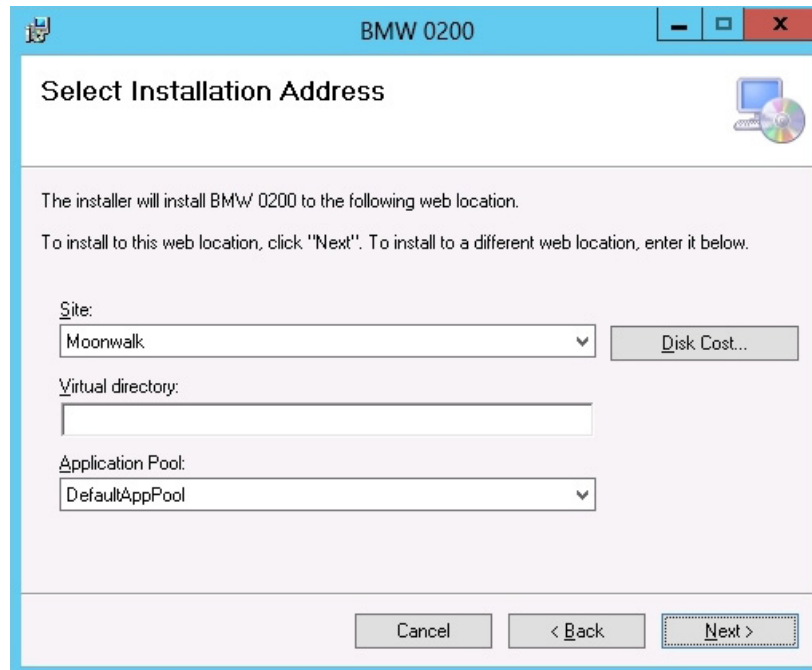 BMW 0200
Select Installation Address
The installer will install BMW 0200 to the following web location.
To install to this web location, click "Next". To install to a different web location, enter it below.
Site:
Moonwalk
Disk Cost...
Virtual directory:
Application Pool:
DefaultAppPool
Cancel
< Back
Next >